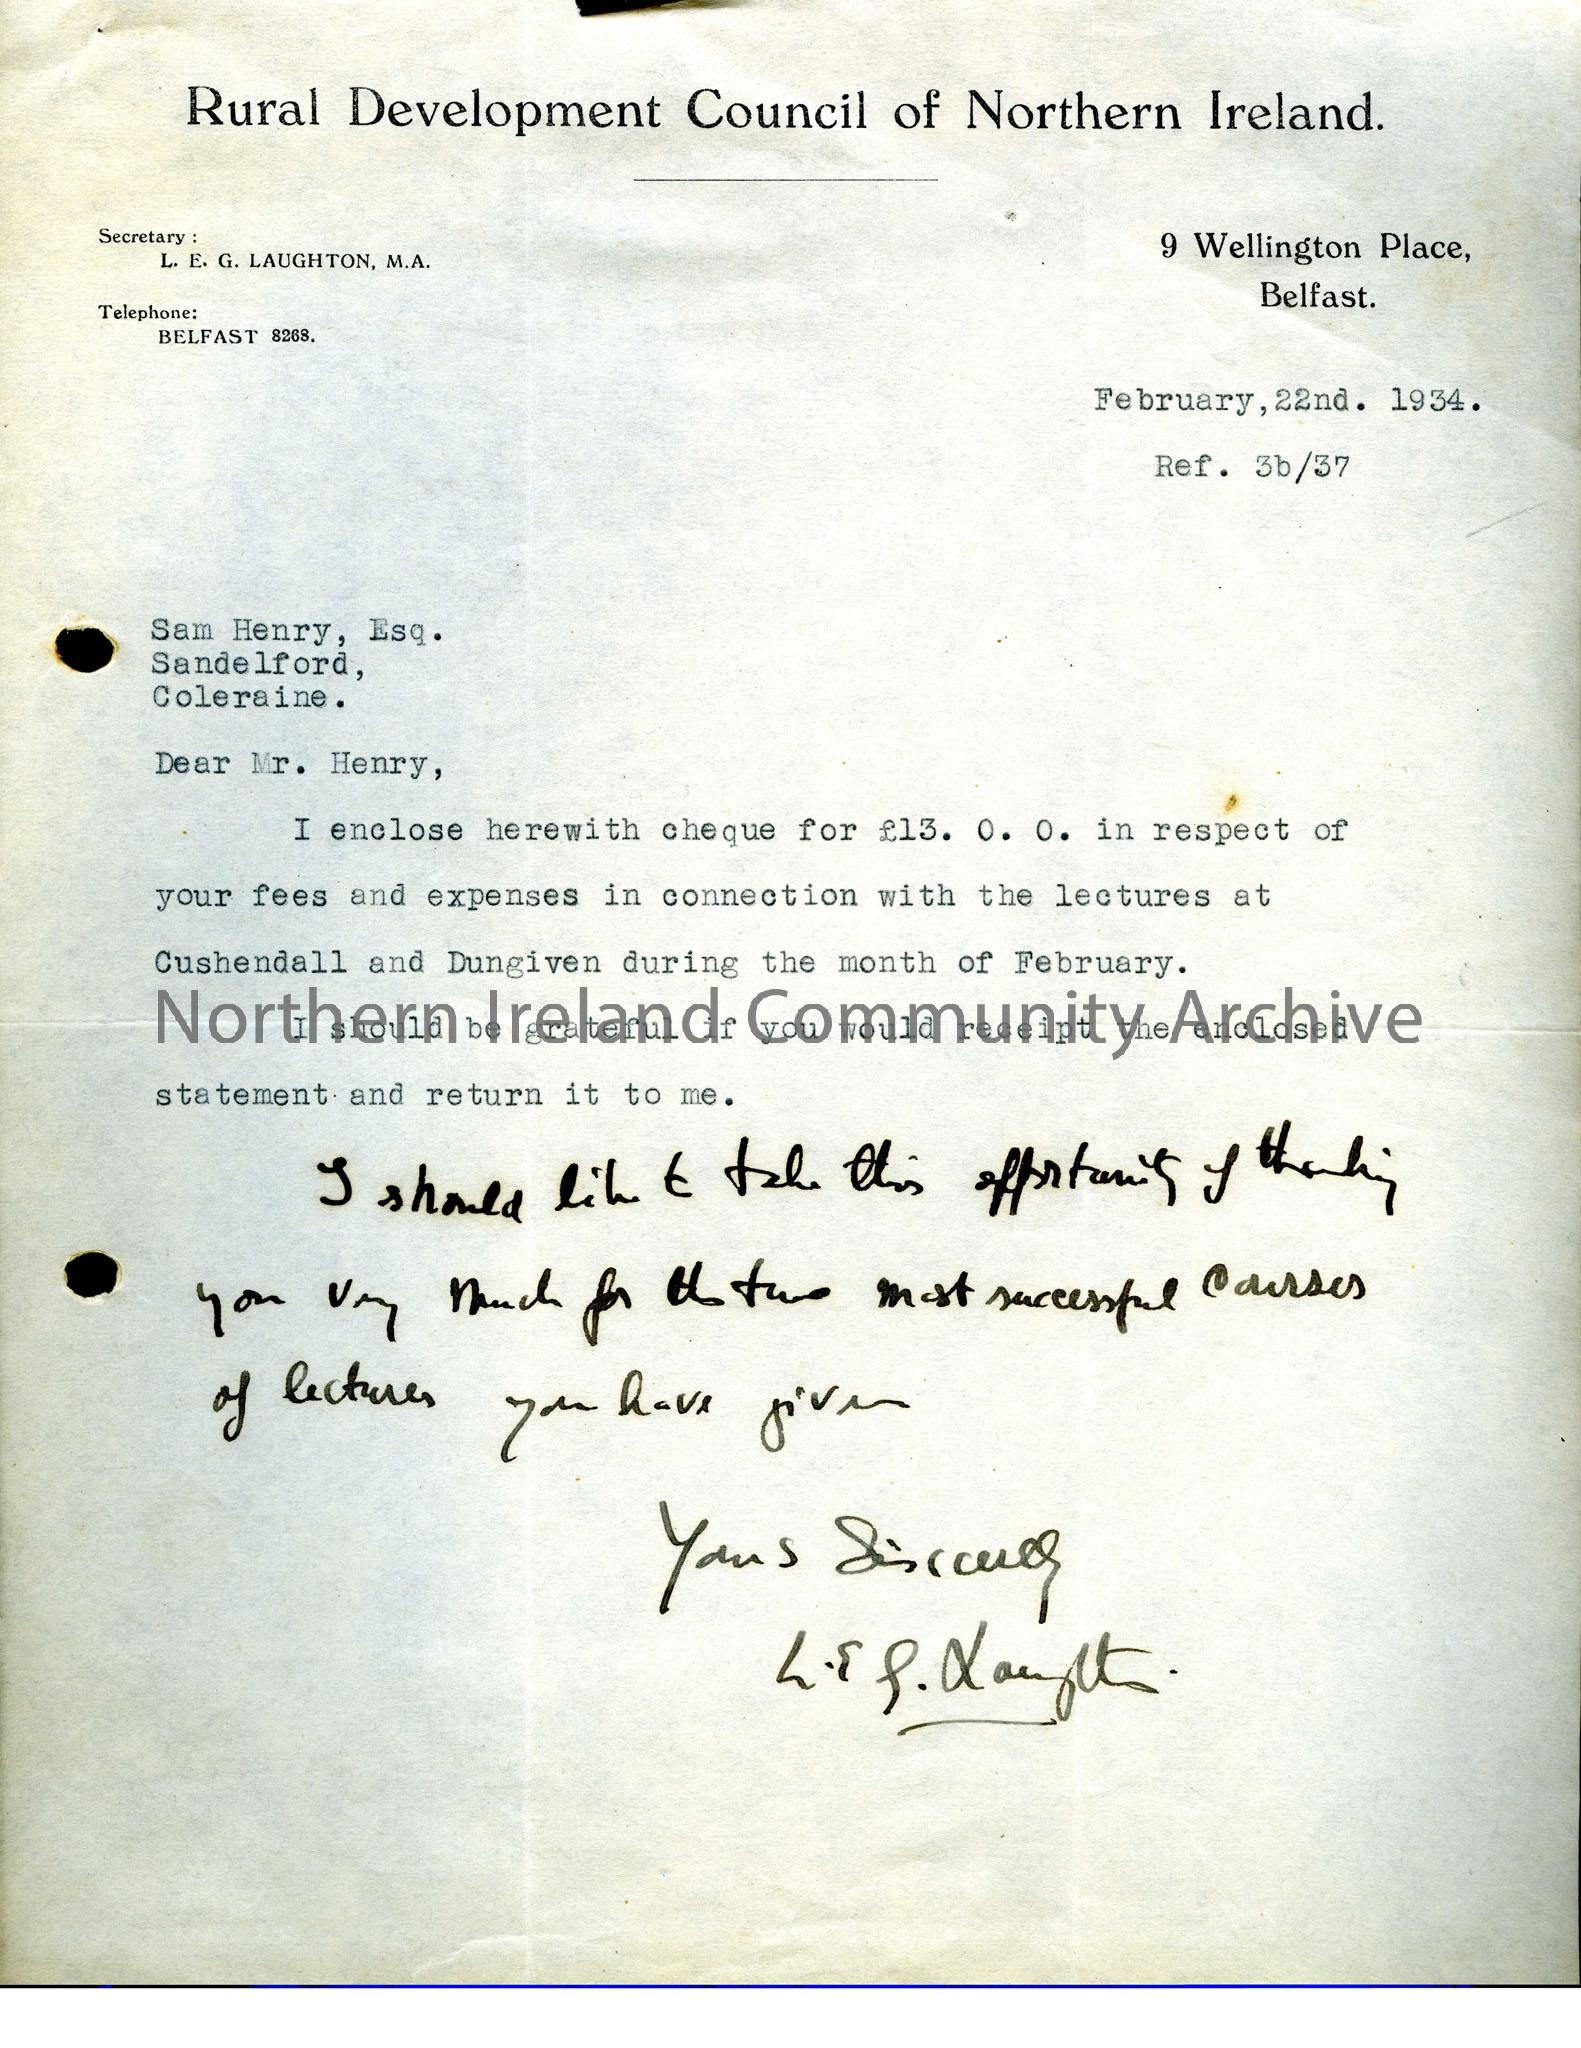 Rural Development Council of Northern Ireland.
Secretary :
L. E. G. LAUGHTON, M.A.
Telephone:
BELFAST 8268.
9 Wellington Place,
Belfast.
February,22nd. 1934.
Ref. 3b/37
Sam Henry, Esq.
Sandelford,
Coleraine.
Dear Mr. Henry,
I enclose herewith cheque for £13. 0. 0. in respect of
your fees and expenses in connection with the lectures at
Cushendall and Dungiven during the month of February.
Northern Ireland Community Archive
I should be grateful if you would receipt the enclosed
statement and return it to me.
I should like to take this opportunity of thanking
you very much for the two most successful courses
of lectures you have given
Yours Sincerely
L. E G. Laughton.